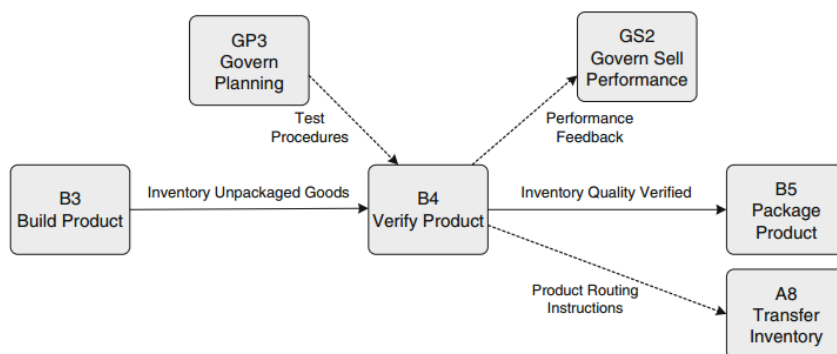 GP3
Govern
Planning
GS2
Govern Sell
Performance
Test
Procedures
Performance
Feedback
B3
Build Product
Inventory Unpackaged Goods
B4
Verify Product
Inventory Quality Verified
B5
Package
Product
Product Routing
Instructions
A8
Transfer
Inventory